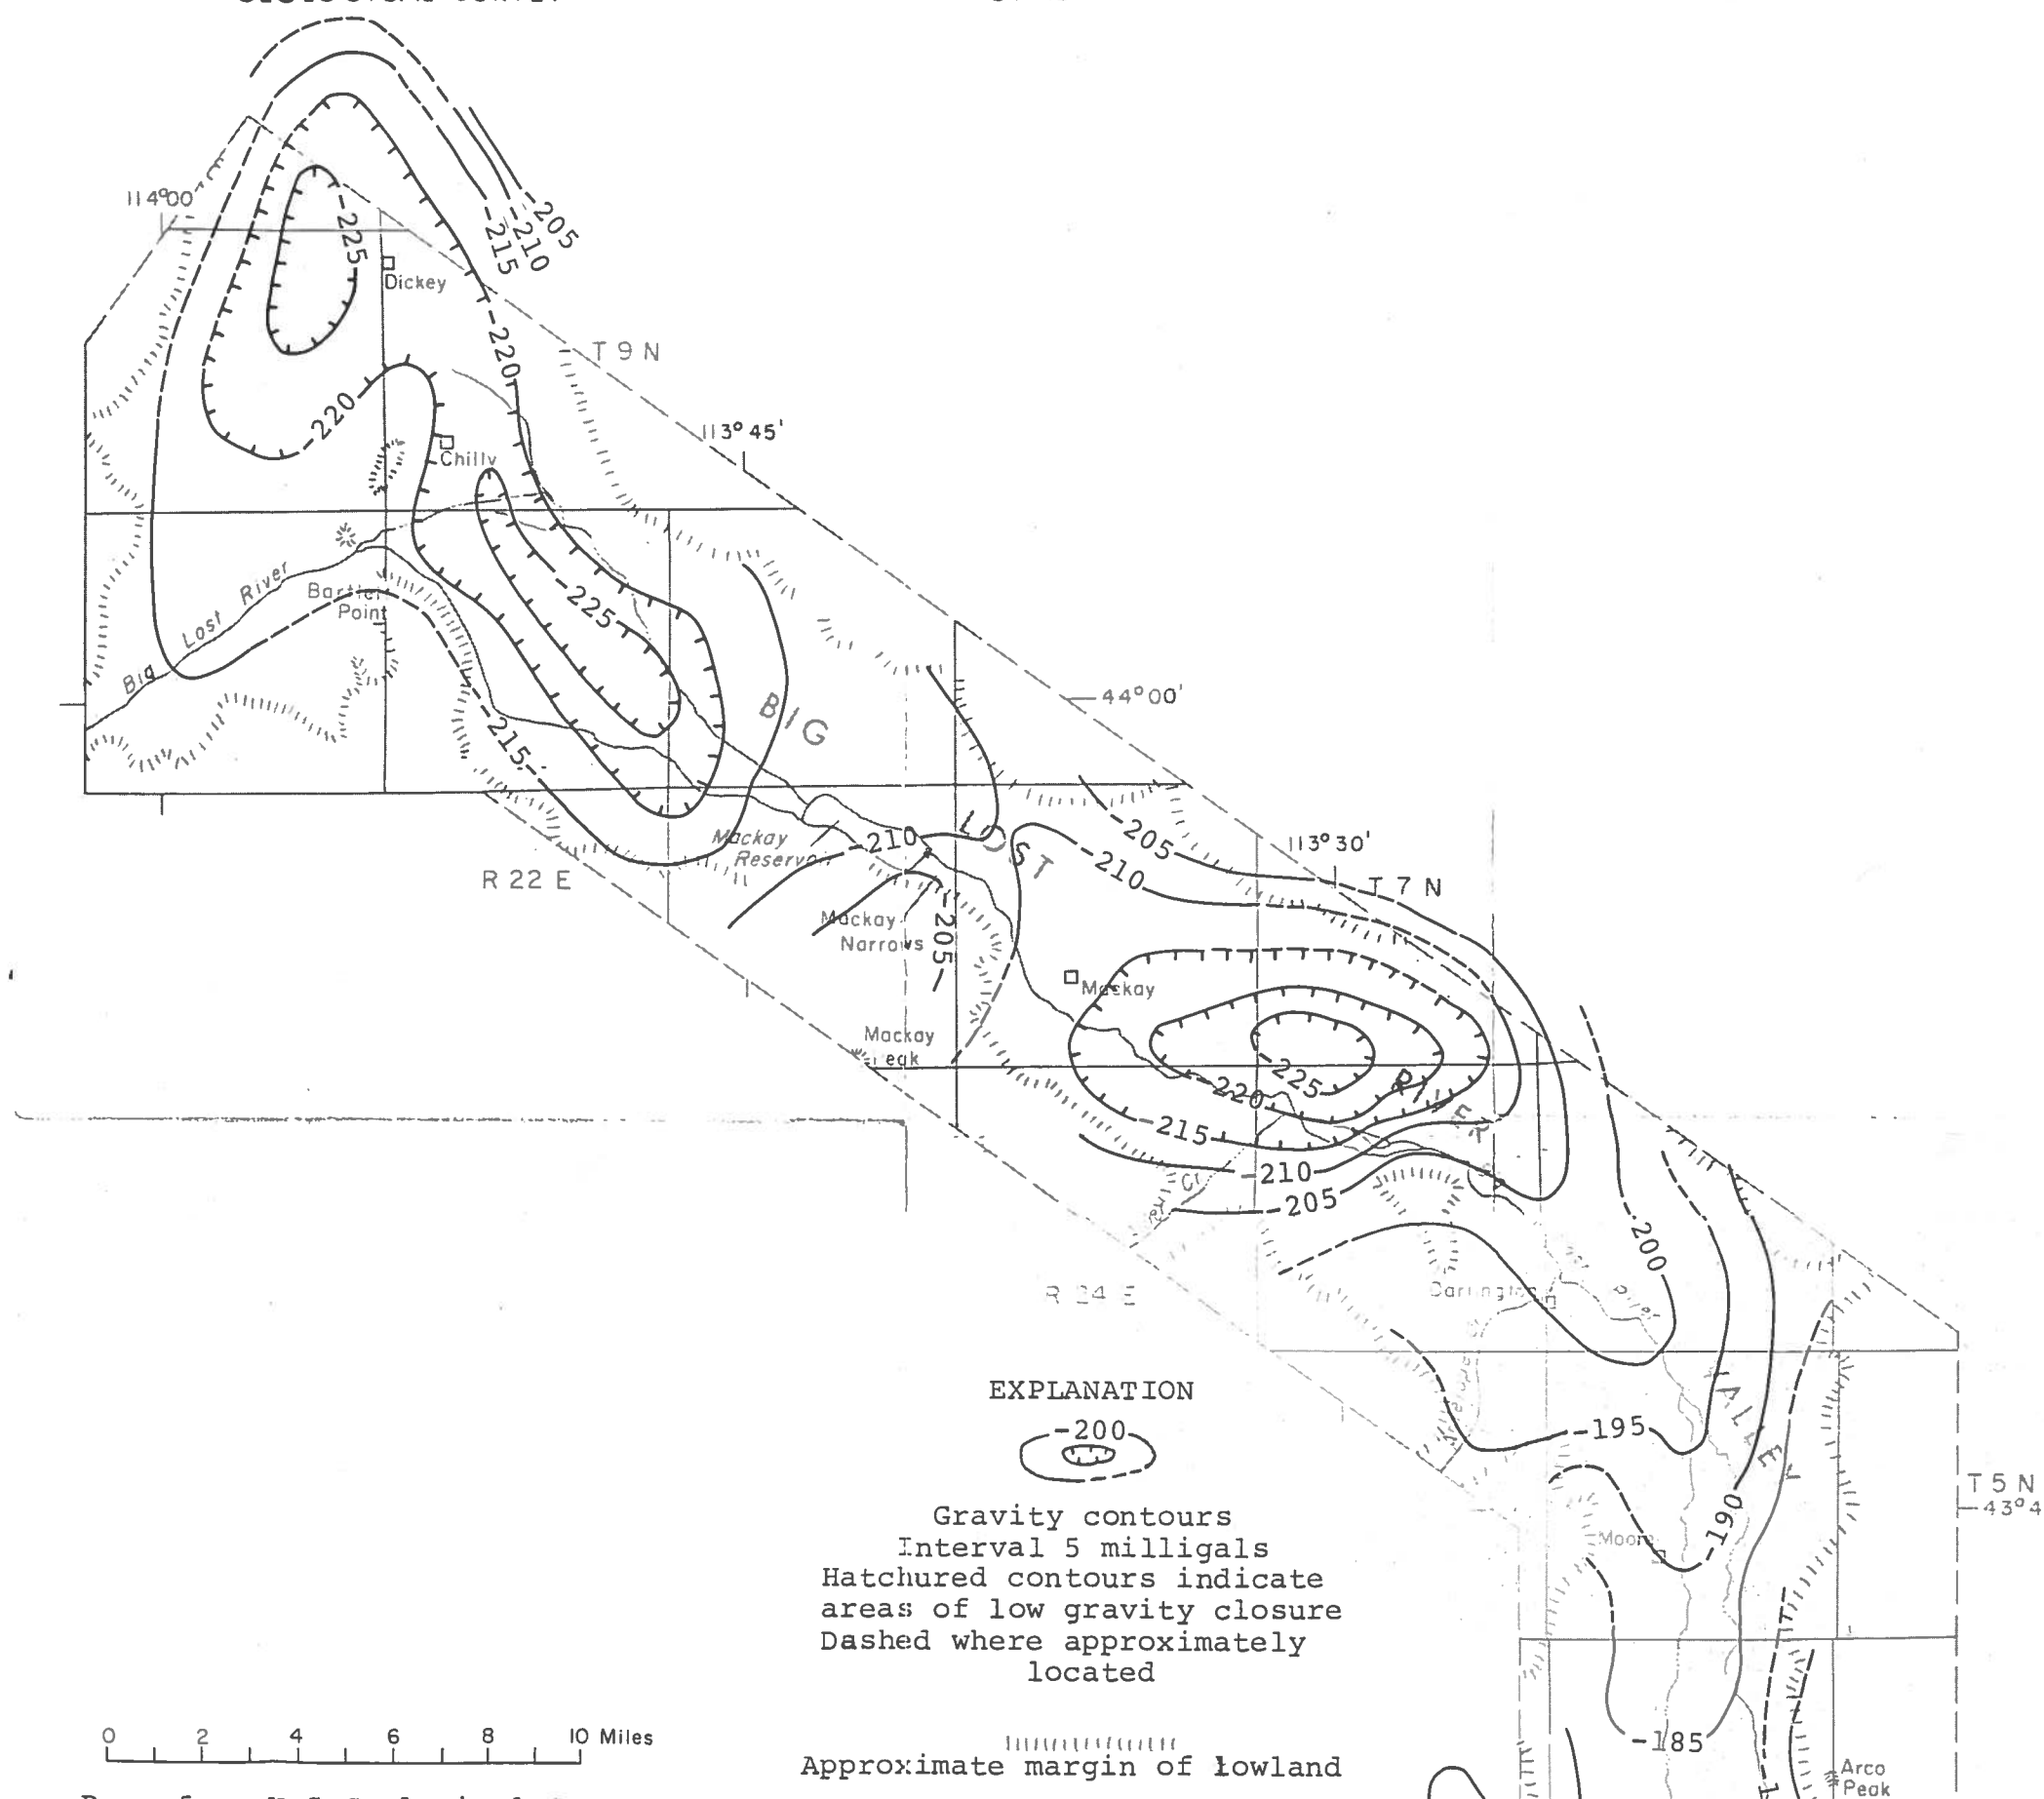 114°00'
-205
-210
-215
-225
Dickey
-220
T 9 N
-220
113° 45'
Chilly
Big Lost River
-225
Point
BIG
44°00'
-215
Mackay
Reservoir
-210
LOST
-205
-210
113°30'
T 7 N
R 22 E
Mackay
Narrows
-205
Mackay
Mackay
Peak
-225
-220
RIVER
-215
-210
-205
Cr
-200
R 24 E
Darlington
VALLEY
-195
EXPLANATION
-200
Gravity contours
Interval 5 milligals
Hatchured contours indicate
areas of low gravity closure
Dashed where approximately
located
T 5 N
43°4
-190
Moore
-185
0 2 4 6 8 10 Miles
Approximate margin of lowland
Arco
Peak